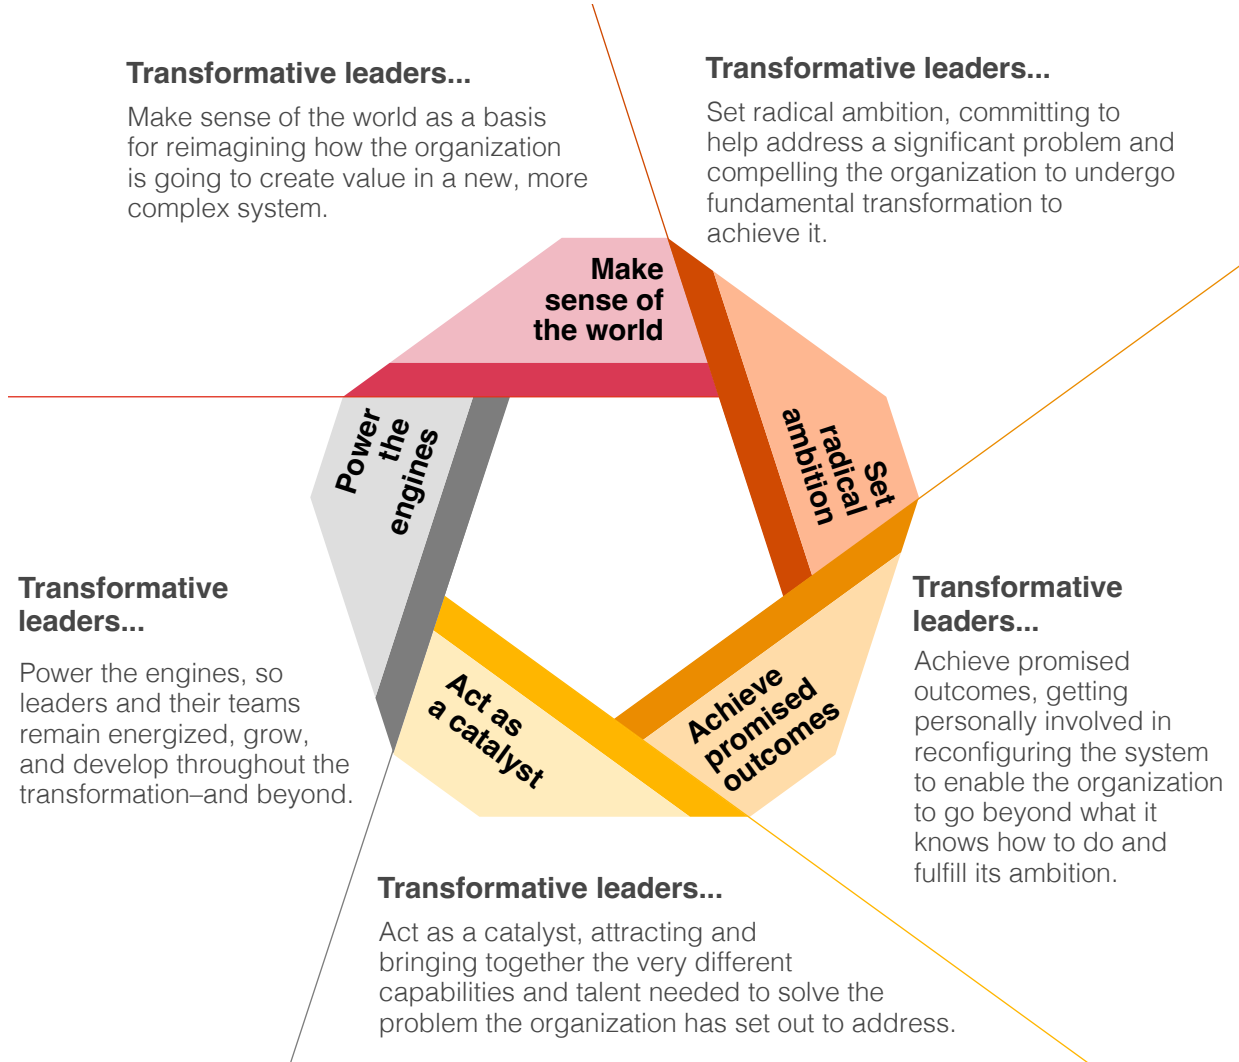 Transformative leaders...
Make sense of the world as a basis
for reimagining how the organization
is going to create value in a new, more
complex system.
Transformative leaders...
Set radical ambition, committing to
help address a significant problem and
compelling the organization to undergo
fundamental transformation to
achieve it.
Make
sense of
the world
Set
radical
ambition
Power
the
engines
Achieve
promised
outcomes
Act as
a catalyst
Transformative
leaders...
Power the engines, so
leaders and their teams
remain energized, grow,
and develop throughout the
transformation–and beyond.
Transformative
leaders...
Achieve promised
outcomes, getting
personally involved in
reconfiguring the system
to enable the organization
to go beyond what it
knows how to do and
fulfill its ambition.
Transformative leaders...
Act as a catalyst, attracting and
bringing together the very different
capabilities and talent needed to solve the
problem the organization has set out to address.